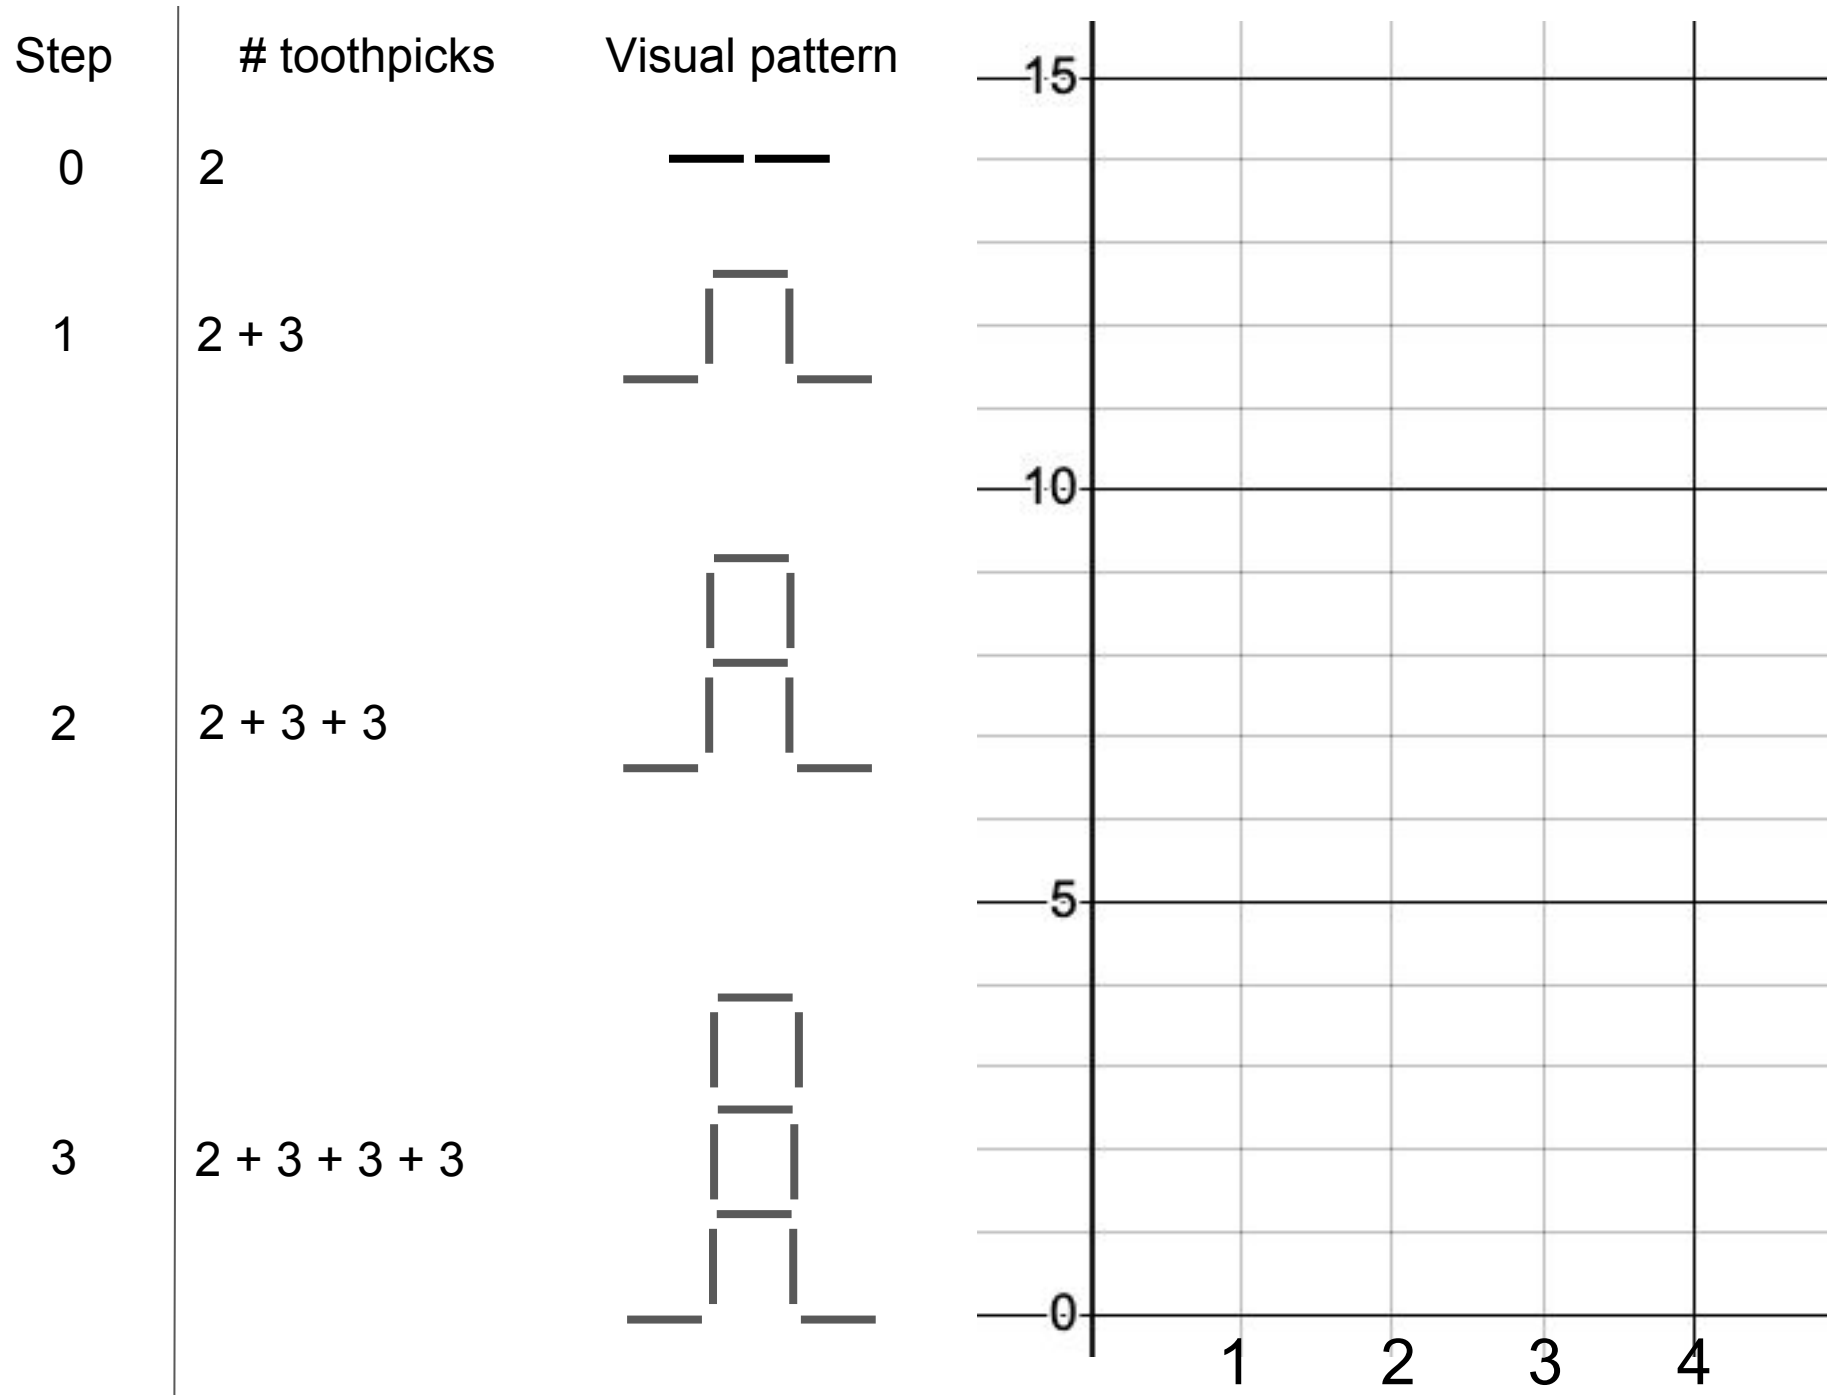 Step # toothpicks Visual pattern
0 2
1 2 + 3
2 2 + 3 + 3
3 2 + 3 + 3 + 3
15
10
5
0
1 2 3 4